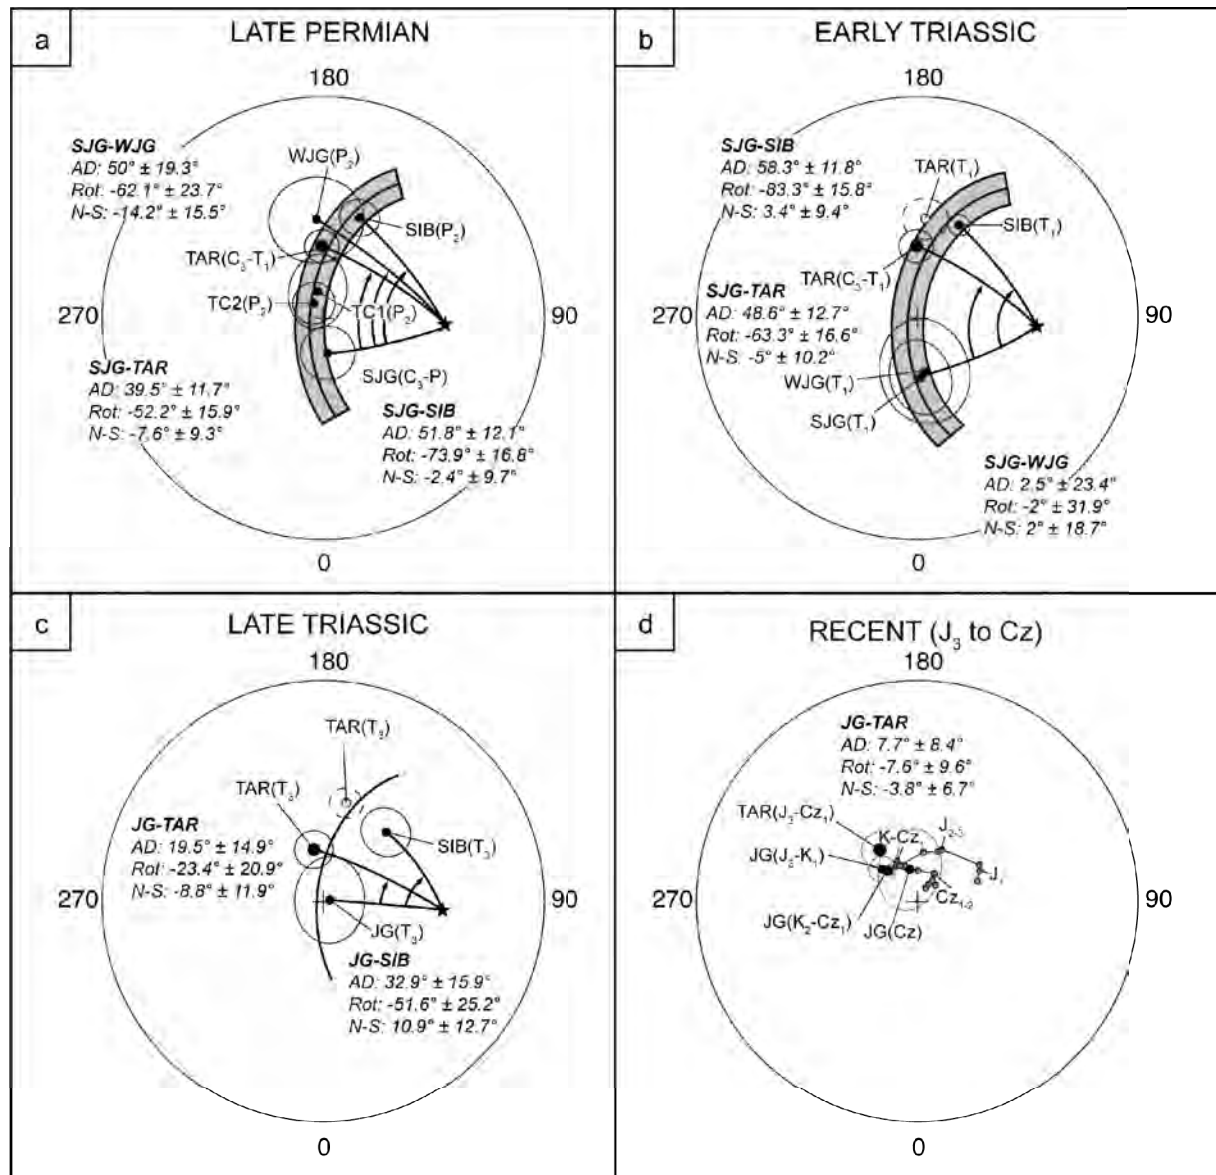 a
LATE PERMIAN
180
SJG-WJG
AD: 50° ± 19.3°
Rot: -62.1° ± 23.7°
N-S: -14.2° ± 15.5°
WJG(P₂)
SIB(P₂)
TAR(C₃-T₁)
TC2(P₂)
TC1(P₂)
270
90
SJG-TAR
AD: 39.5° ± 11.7°
Rot: -52.2° ± 15.9°
N-S: -7.6° ± 9.3°
SJG(C₃-P)
SJG-SIB
AD: 51.8° ± 12.1°
Rot: -73.9° ± 16.8°
N-S: -2.4° ± 9.7°
0
b
EARLY TRIASSIC
180
SJG-SIB
AD: 58.3° ± 11.8°
Rot: -83.3° ± 15.8°
N-S: 3.4° ± 9.4°
TAR(T₁)
SIB(T₁)
TAR(C₃-T₁)
SJG-TAR
AD: 48.6° ± 12.7°
Rot: -63.3° ± 16.6°
N-S: -5° ± 10.2°
270
90
WJG(T₁)
SJG(T₁)
SJG-WJG
AD: 2.5° ± 23.4°
Rot: -2° ± 31.9°
N-S: 2° ± 18.7°
0
c
LATE TRIASSIC
180
TAR(T₃)
TAR(T₃)
SIB(T₃)
JG-TAR
AD: 19.5° ± 14.9°
Rot: -23.4° ± 20.9°
N-S: -8.8° ± 11.9°
270
90
JG(T₃)
JG-SIB
AD: 32.9° ± 15.9°
Rot: -51.6° ± 25.2°
N-S: 10.9° ± 12.7°
0
d
RECENT (J₃ to Cz)
180
JG-TAR
AD: 7.7° ± 8.4°
Rot: -7.6° ± 9.6°
N-S: -3.8° ± 6.7°
TAR(J₃-Cz₁)
K-Cz₁
J₂₋₃
JG(J₃-K₁)
J₁
Cz₁₋₂
270
90
JG(K₂-Cz₁)
JG(Cz)
0